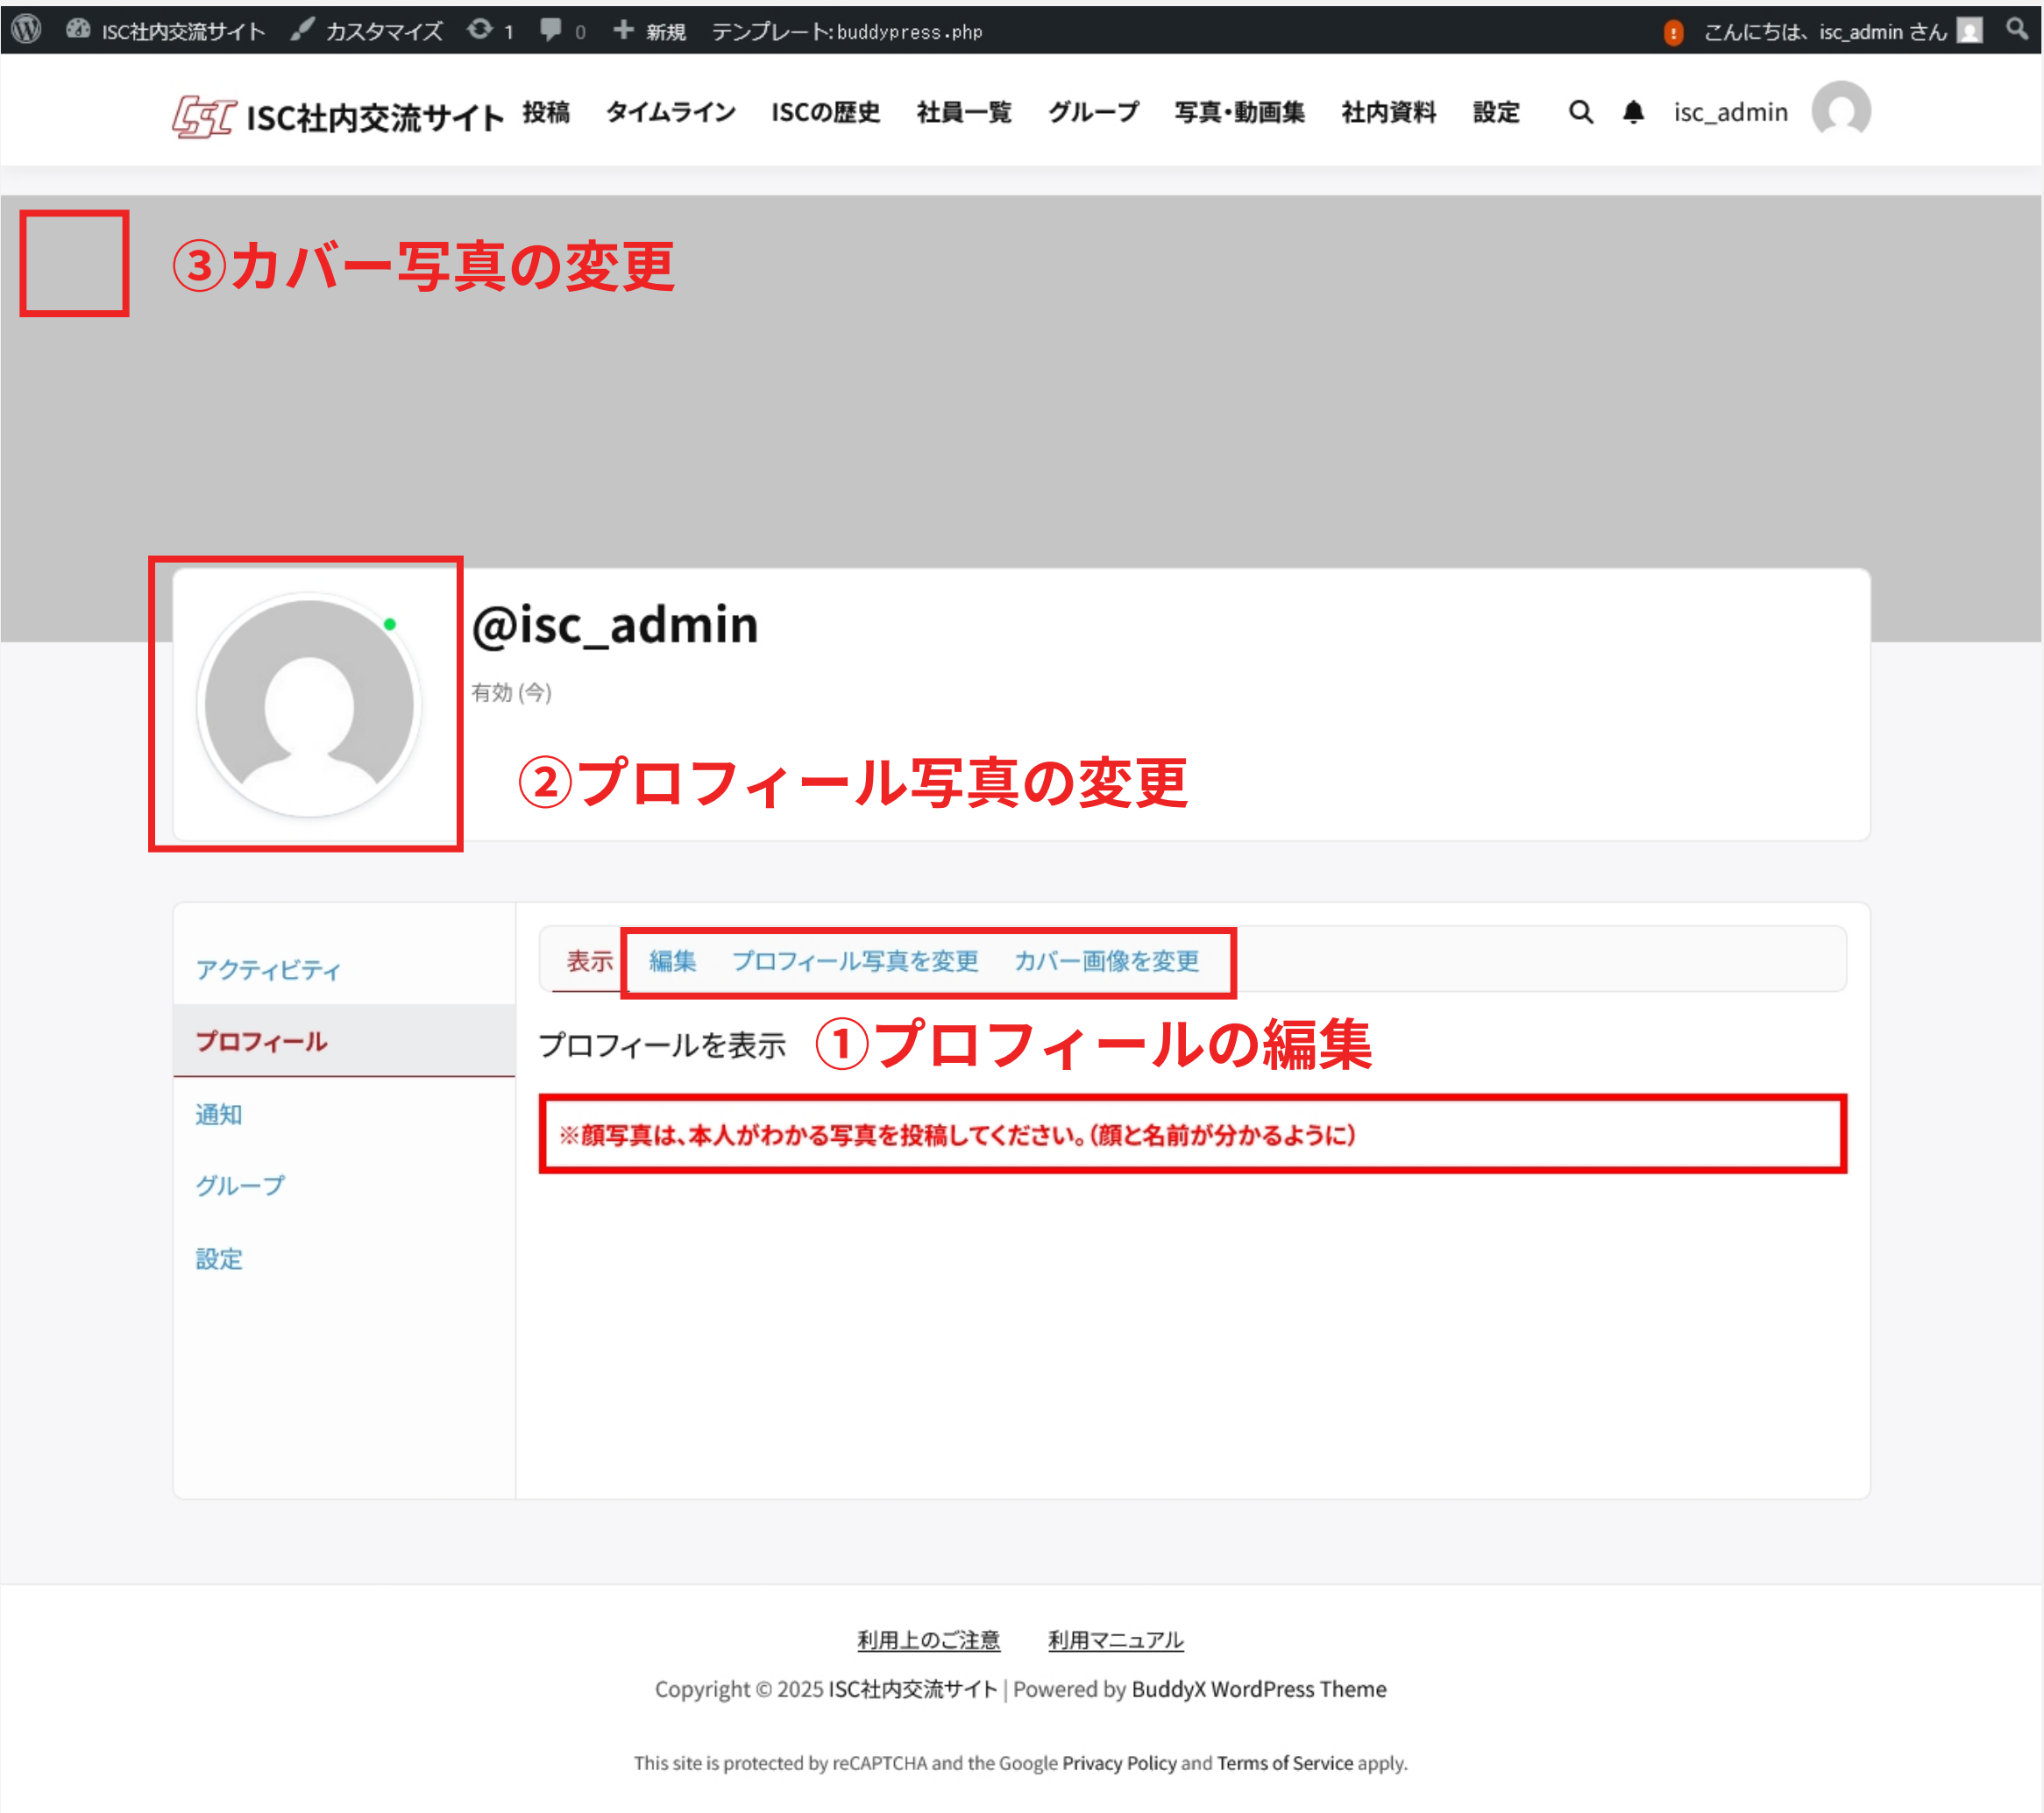 ISC社内交流サイト カスタマイズ 1 0 新規 テンプレート:buddypress.php こんにちは、isc_admin さん
ISC ISC社内交流サイト 投稿 タイムライン ISCの歴史 社員一覧 グループ 写真・動画集 社内資料 設定 isc_admin
③カバー写真の変更
@isc_admin
有効 (今)
②プロフィール写真の変更
アクティビティ
プロフィール
通知
グループ
設定
表示 編集 プロフィール写真を変更 カバー画像を変更
プロフィールを表示 ①プロフィールの編集
※顔写真は、本人がわかる写真を投稿してください。（顔と名前が分かるように）
利用上のご注意 利用マニュアル
Copyright © 2025 ISC社内交流サイト | Powered by BuddyX WordPress Theme
This site is protected by reCAPTCHA and the Google Privacy Policy and Terms of Service apply.